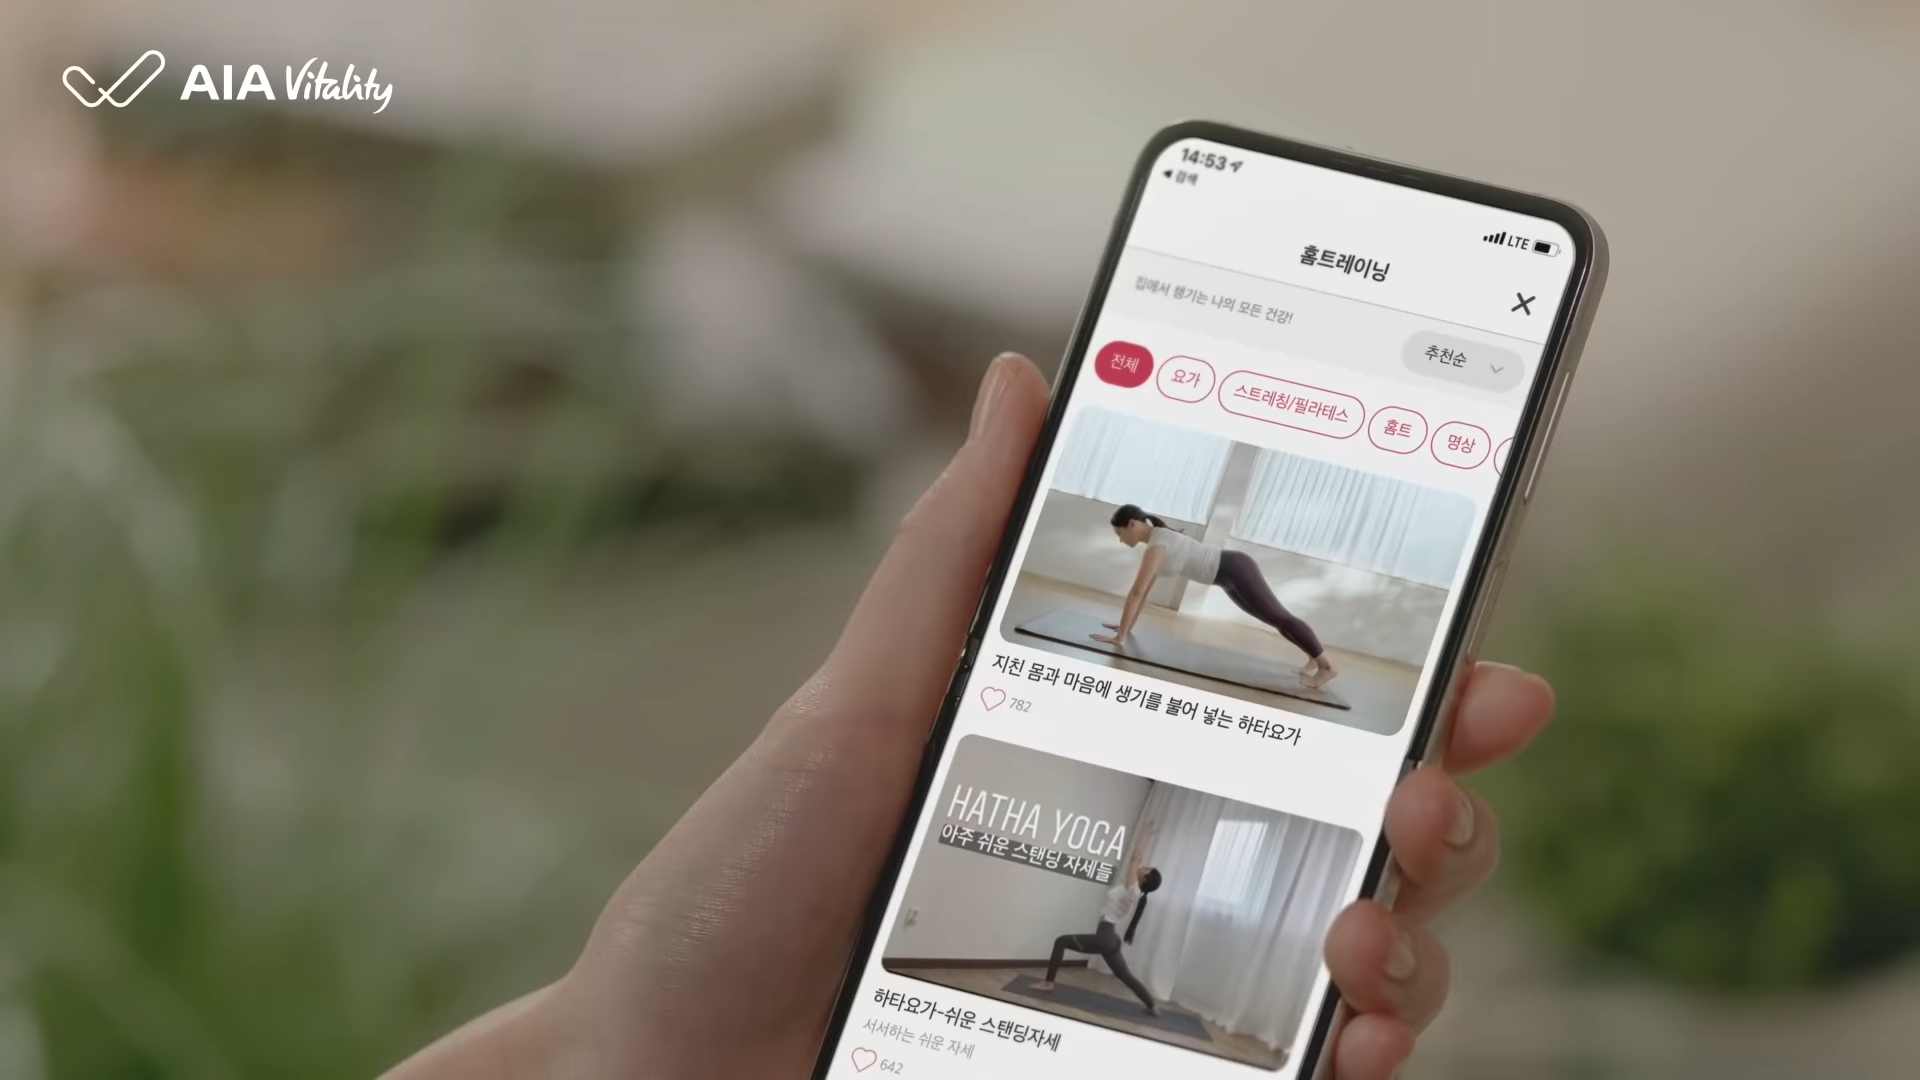 AIA Vitality
14:53
◀ 검색
LTE
홈트레이닝
집에서 챙기는 나의 모든 건강!
추천순
전체
요가
스트레칭/필라테스
홈트
명상
지친 몸과 마음에 생기를 불어 넣는 하타요가
782
HATHA YOGA
아주 쉬운 스탠딩 자세들
하타요가-쉬운 스탠딩자세
서서하는 쉬운 자세
642